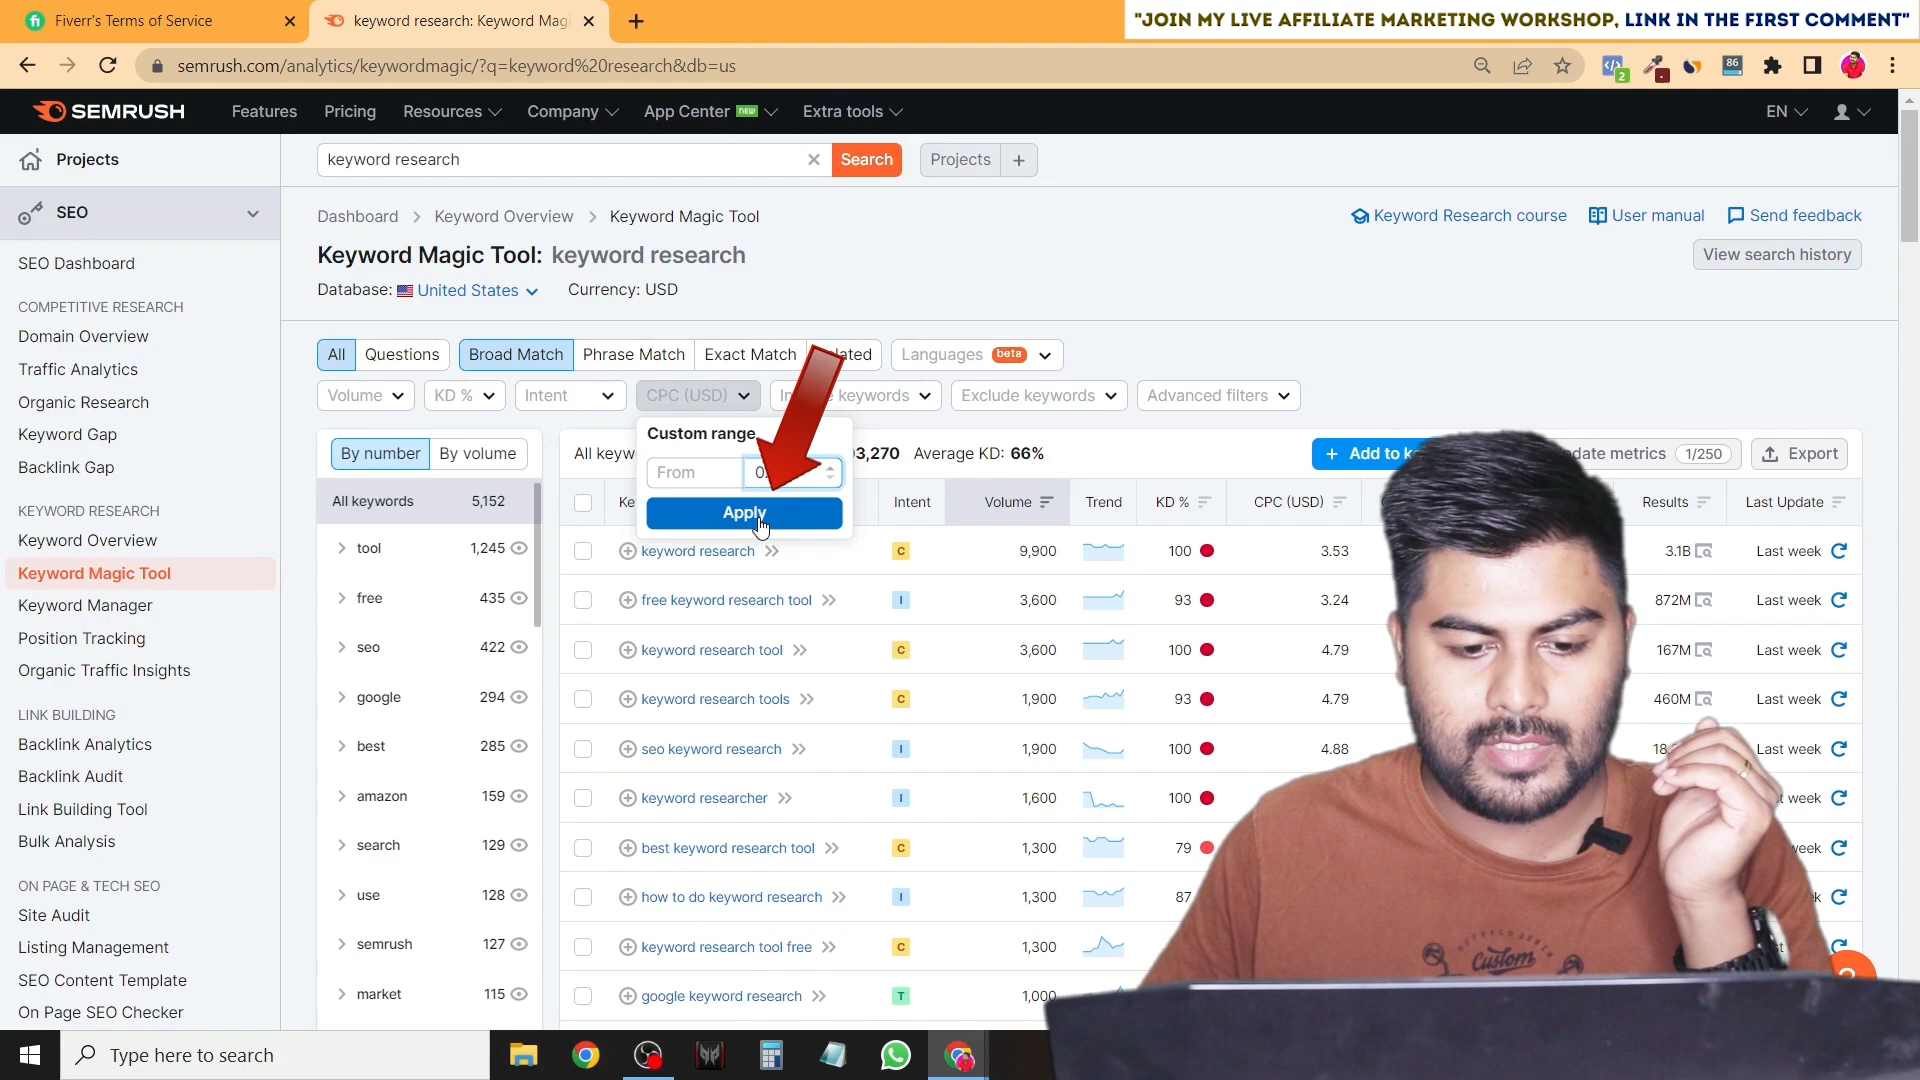 Fiverr's Terms of Service
keyword research: Keyword Magi
"JOIN MY LIVE AFFILIATE MARKETING WORKSHOP, LINK IN THE FIRST COMMENT"
semrush.com/analytics/keywordmagic/?q=keyword%20research&db=us
2
86
SEMRUSH
Features
Pricing
Resources
Company
App Center new
Extra tools
EN
Projects
keyword research
Search
Projects
+
SEO
Dashboard > Keyword Overview > Keyword Magic Tool
Keyword Research course
User manual
Send feedback
Keyword Magic Tool: keyword research
View search history
Database: United States
Currency: USD
SEO Dashboard
COMPETITIVE RESEARCH
Domain Overview
Traffic Analytics
Organic Research
Keyword Gap
Backlink Gap
KEYWORD RESEARCH
Keyword Overview
Keyword Magic Tool
Keyword Manager
Position Tracking
Organic Traffic Insights
LINK BUILDING
Backlink Analytics
Backlink Audit
Link Building Tool
Bulk Analysis
ON PAGE & TECH SEO
Site Audit
Listing Management
SEO Content Template
On Page SEO Checker
All Questions
Broad Match Phrase Match Exact Match
Languages beta
Volume
KD %
Intent
CPC (USD)
keywords
Exclude keywords
Advanced filters
Custom range
From
Apply
By number By volume
All keywords 5,152
tool 1,245
free 435
seo 422
google 294
best 285
amazon 159
search 129
use 128
semrush 127
market 115
All
Average KD: 66%
+ Add to
metrics 1/250
Export
Intent Volume Trend KD % CPC (USD) Results Last Update
keyword research C 9,900 100 3.53 3.1B Last week
free keyword research tool I 3,600 93 3.24 872M Last week
keyword research tool C 3,600 100 4.79 167M Last week
keyword research tools C 1,900 93 4.79 460M Last week
seo keyword research I 1,900 100 4.88 Last week
keyword researcher I 1,600 100 week
best keyword research tool C 1,300 79
how to do keyword research I 1,300 87
keyword research tool free C 1,300
google keyword research T 1,000
Custom
Type here to search